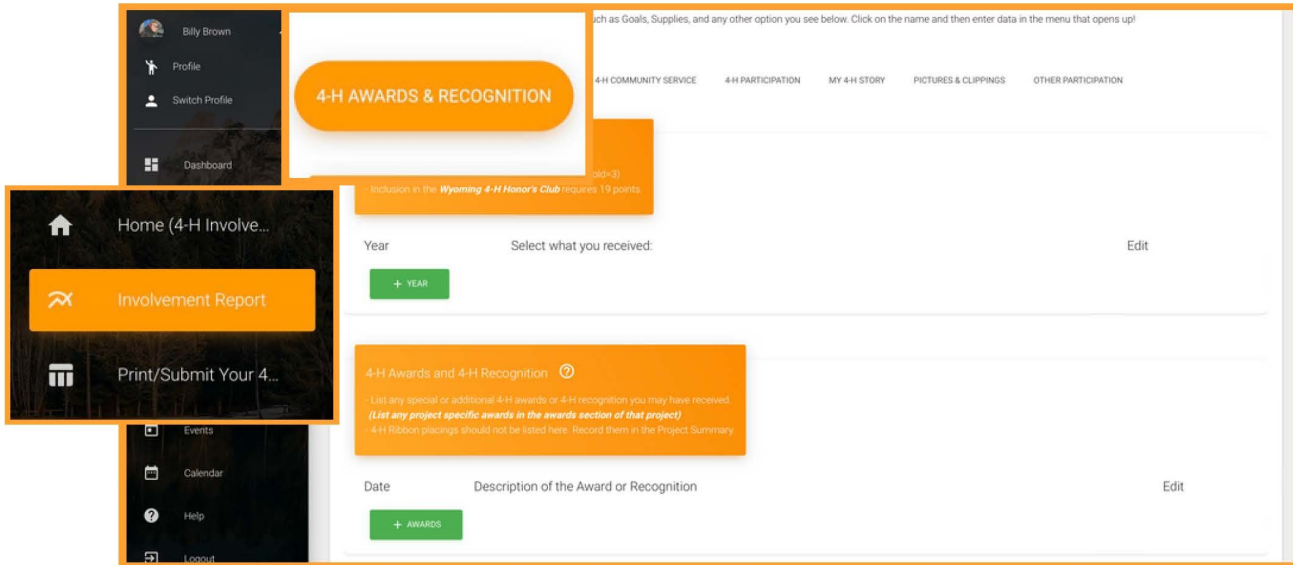 Billy Brown
Profile
Switch Profile
Dashboard
Home (4-H Involve...
Involvement Report
Print/Submit Your 4...
Events
Calendar
Help
Logout
4-H AWARDS & RECOGNITION
such as Goals, Supplies, and any other option you see below. Click on the name and then enter data in the menu that opens up!
4-H COMMUNITY SERVICE 4-H PARTICIPATION MY 4-H STORY PICTURES & CLIPPINGS OTHER PARTICIPATION
old=3)
- Inclusion in the Wyoming 4-H Honor's Club requires 19 points.
Year Select what you received: Edit
+ YEAR
4-H Awards and 4-H Recognition
- List any special or additional 4-H awards or 4-H recognition you may have received.
(List any project specific awards in the awards section of that project)
- 4-H Ribbon placings should not be listed here. Record them in the Project Summary
Date Description of the Award or Recognition Edit
+ AWARDS